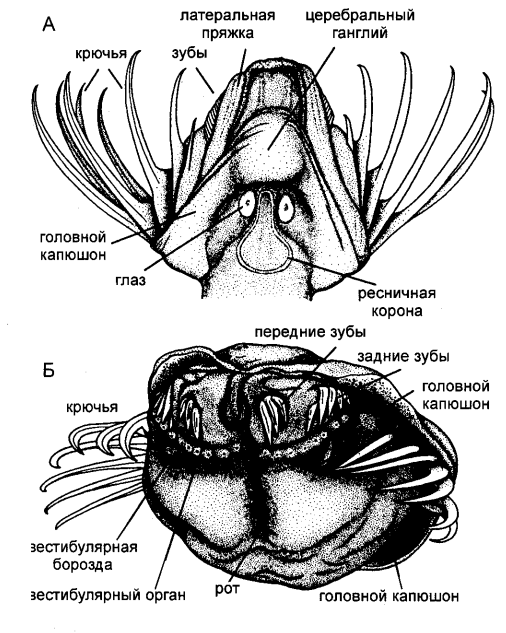 А
латеральная
пряжка
церебральный
ганглий
крючья
зубы
головной
капюшон
глаз
ресничная
корона
передние зубы
Б
задние зубы
головной
капюшон
крючья
вестибулярная
борозда
вестибулярный орган
рот
головной капюшон